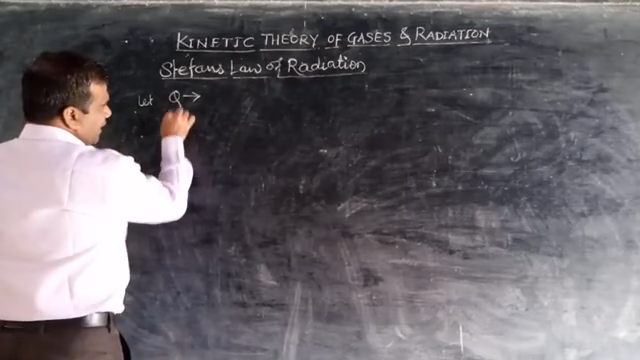 KINETIC THEORY OF GASES & RADIATION
Stefans Law of Radiation
let Q→